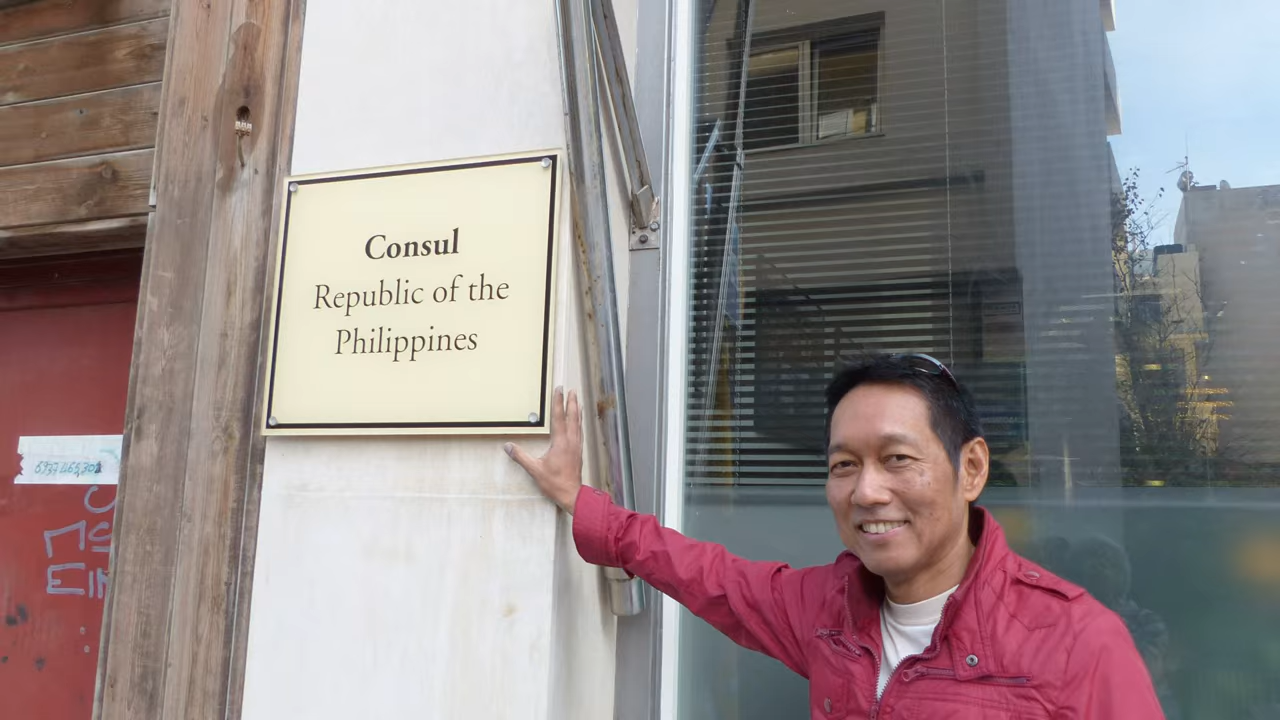 Consul
Republic of the
Philippines